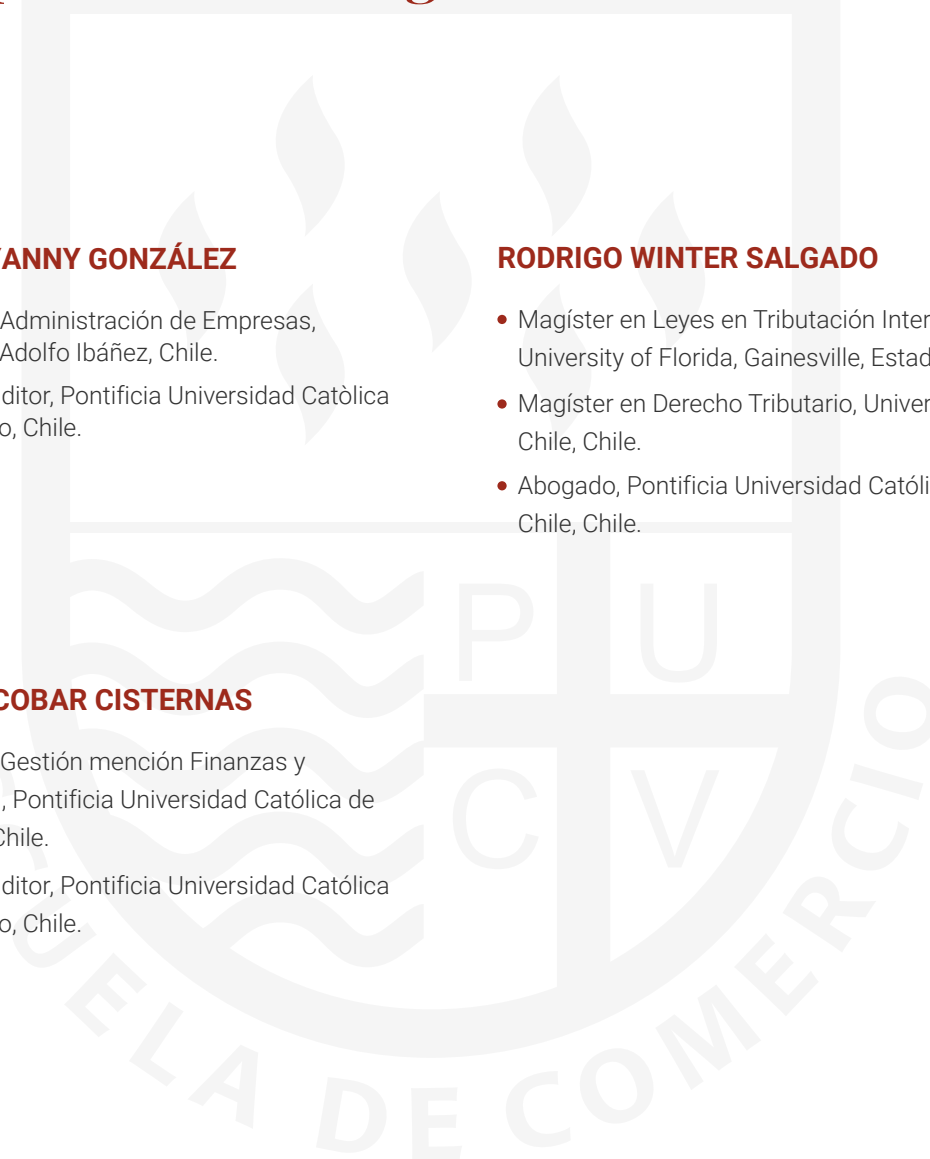 VANNY GONZÁLEZ
Administración de Empresas,
Adolfo Ibáñez, Chile.
ditor, Pontificia Universidad Catòlica
o, Chile.
RODRIGO WINTER SALGADO
• Magíster en Leyes en Tributación Inter
University of Florida, Gainesville, Estad
• Magíster en Derecho Tributario, Univer
Chile, Chile.
• Abogado, Pontificia Universidad Católi
Chile, Chile.
COBAR CISTERNAS
Gestión mención Finanzas y
, Pontificia Universidad Católica de
Chile.
ditor, Pontificia Universidad Católica
o, Chile.
P U
C V
UELA DE COMERCIO